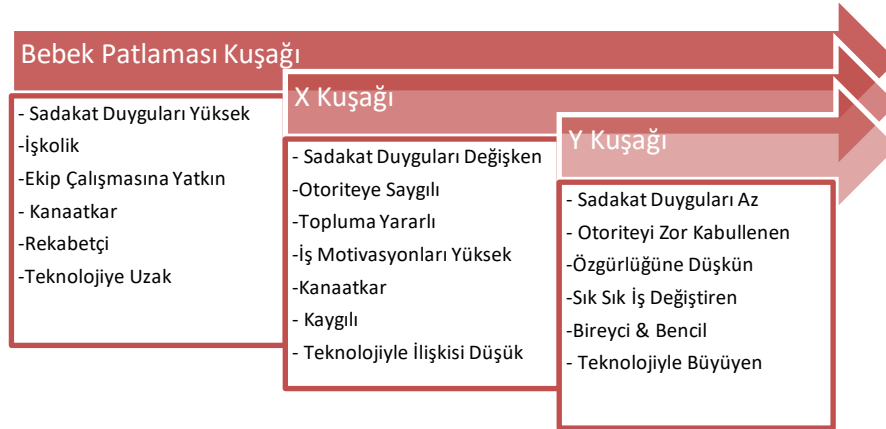 Bebek Patlaması Kuşağı
- Sadakat Duyguları Yüksek
-İşkolik
-Ekip Çalışmasına Yatkın
- Kanaatkar
-Rekabetçi
-Teknolojiye Uzak
X Kuşağı
- Sadakat Duyguları Değişken
-Otoriteye Saygılı
-Topluma Yararlı
-İş Motivasyonları Yüksek
-Kanaatkar
- Kaygılı
- Teknolojiyle İlişkisi Düşük
Y Kuşağı
- Sadakat Duyguları Az
- Otoriteyi Zor Kabullenen
-Özgürlüğüne Düşkün
-Sık Sık İş Değiştiren
-Bireyci & Bencil
- Teknolojiyle Büyüyen